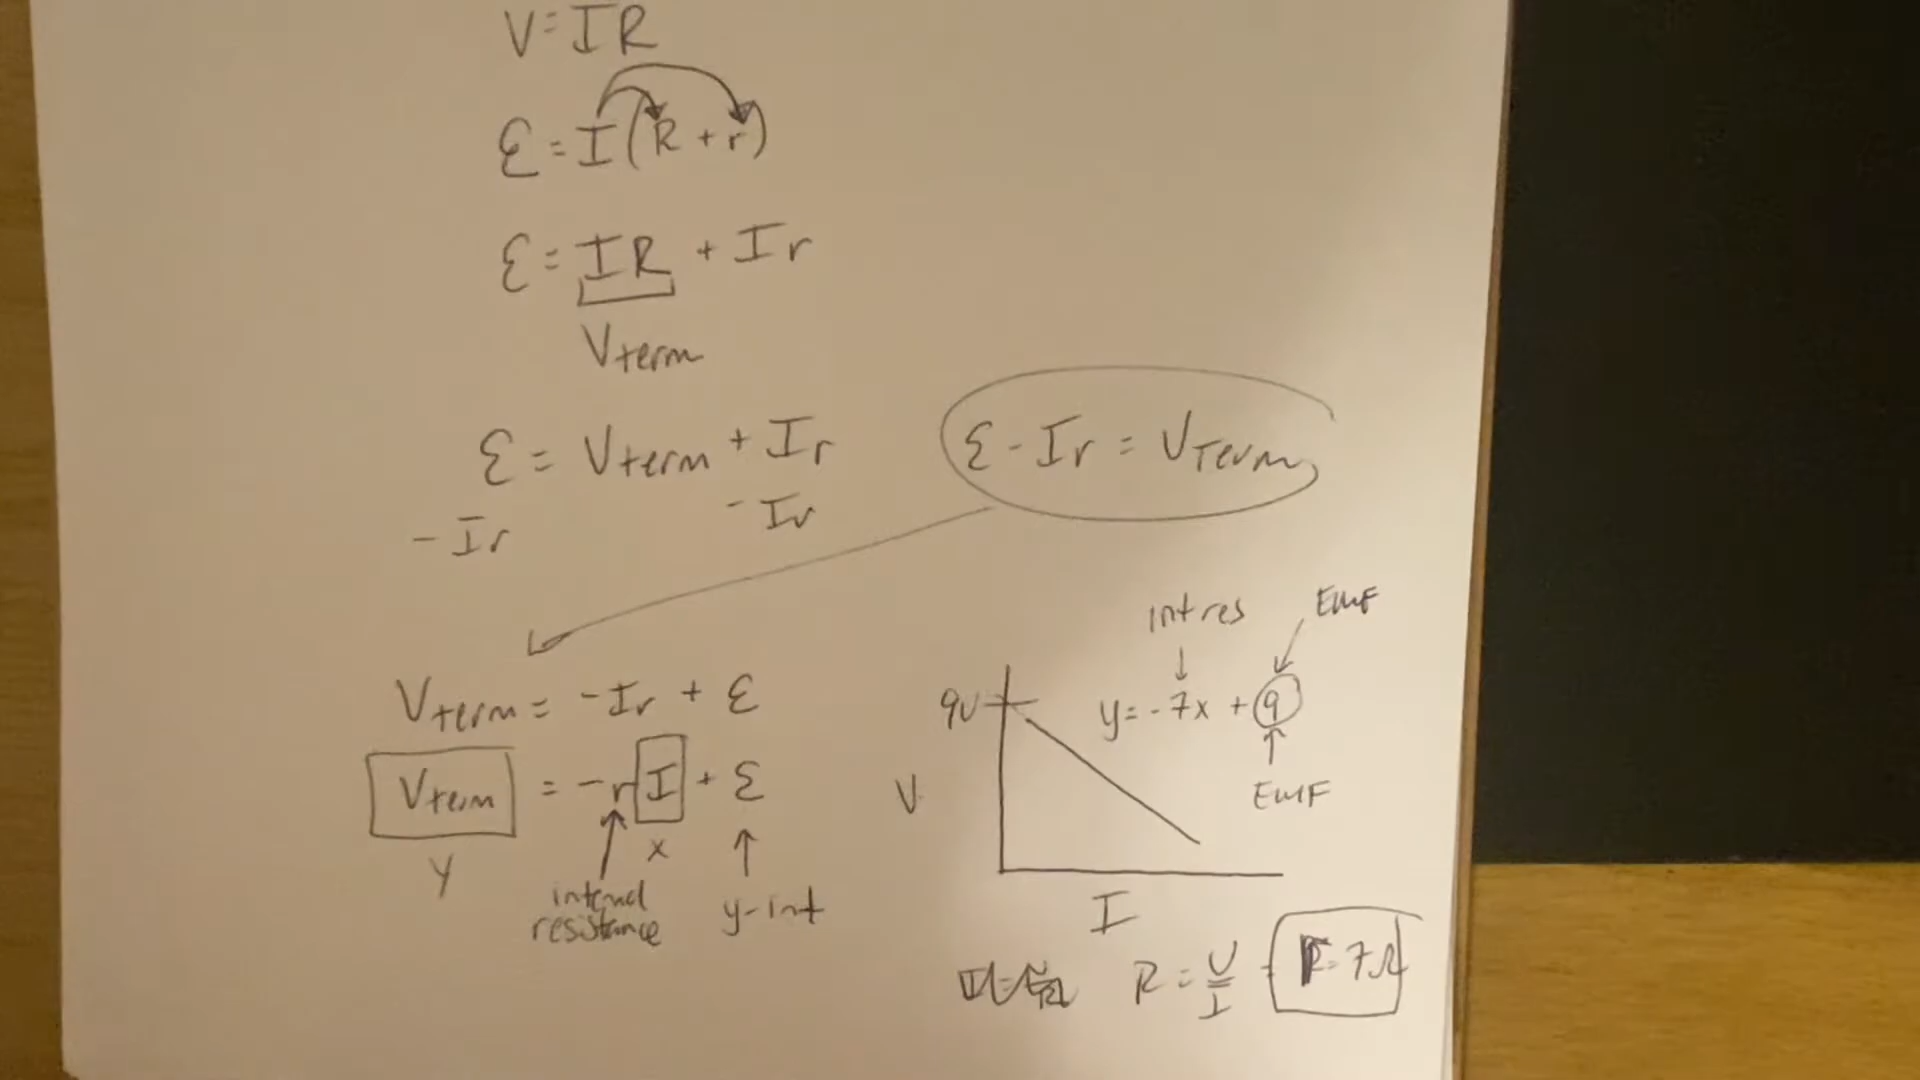 V = IR
ℰ = I(R + r)
ℰ = IR + Ir
Vterm
ℰ = Vterm + Ir
- Ir - Ir
ℰ - Ir = VTerm
Vterm = -Ir + ℰ
Vterm = -rI + ℰ
Y x
internal resistance
y-int
int res
EMF
9V
y = -7x + 9
EMF
V
I
R = V/I = r = 7Ω